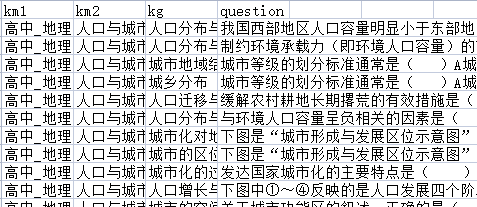 km1 km2 kg question
高中_地理 人口与城市 人口分布与 我国西部地区人口容量明显小于东部地
高中_地理 人口与城市 人口分布与 制约环境承载力（即环境人口容量）的
高中_地理 人口与城市 城市地域结 城市等级的划分标准通常是（　　）A城
高中_地理 人口与城市 城乡分布 城市等级的划分标准通常是（　　）A城
高中_地理 人口与城市 人口迁移与 缓解农村耕地长期撂荒的有效措施是（
高中_地理 人口与城市 人口分布与 与环境人口容量呈负相关的因素是（
高中_地理 人口与城市 城市化对地 下图是“城市形成与发展区位示意图”
高中_地理 人口与城市 城市的区位 下图是“城市形成与发展区位示意图”
高中_地理 人口与城市 城市化的过 发达国家城市化的主要特点是（　　）
高中_地理 人口与城市 人口增长与 下图中①～④反映的是人口发展四个阶